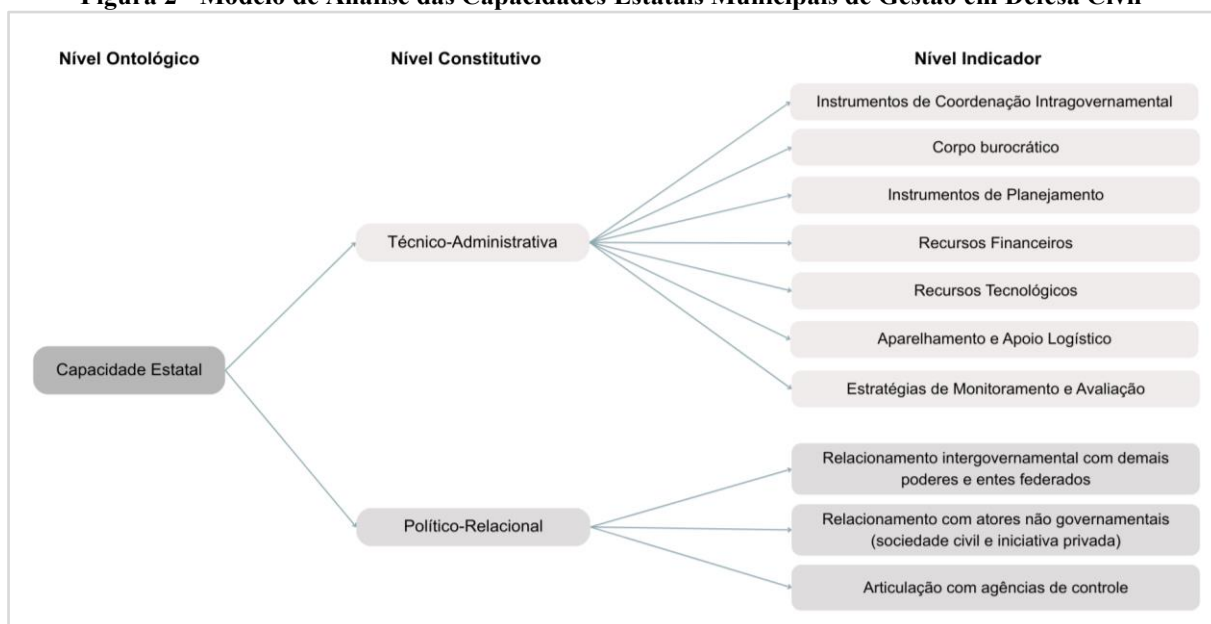 Figura 2 - Modelo de Análise das Capacidades Estatais Municipais de Gestão em Defesa Civil
Nível Ontológico
Nível Constitutivo
Nível Indicador
Instrumentos de Coordenação Intragovernamental
Corpo burocrático
Instrumentos de Planejamento
Técnico-Administrativa
Recursos Financeiros
Recursos Tecnológicos
Aparelhamento e Apoio Logístico
Capacidade Estatal
Estratégias de Monitoramento e Avaliação
Relacionamento intergovernamental com demais
poderes e entes federados
Político-Relacional
Relacionamento com atores não governamentais
(sociedade civil e iniciativa privada)
Articulação com agências de controle